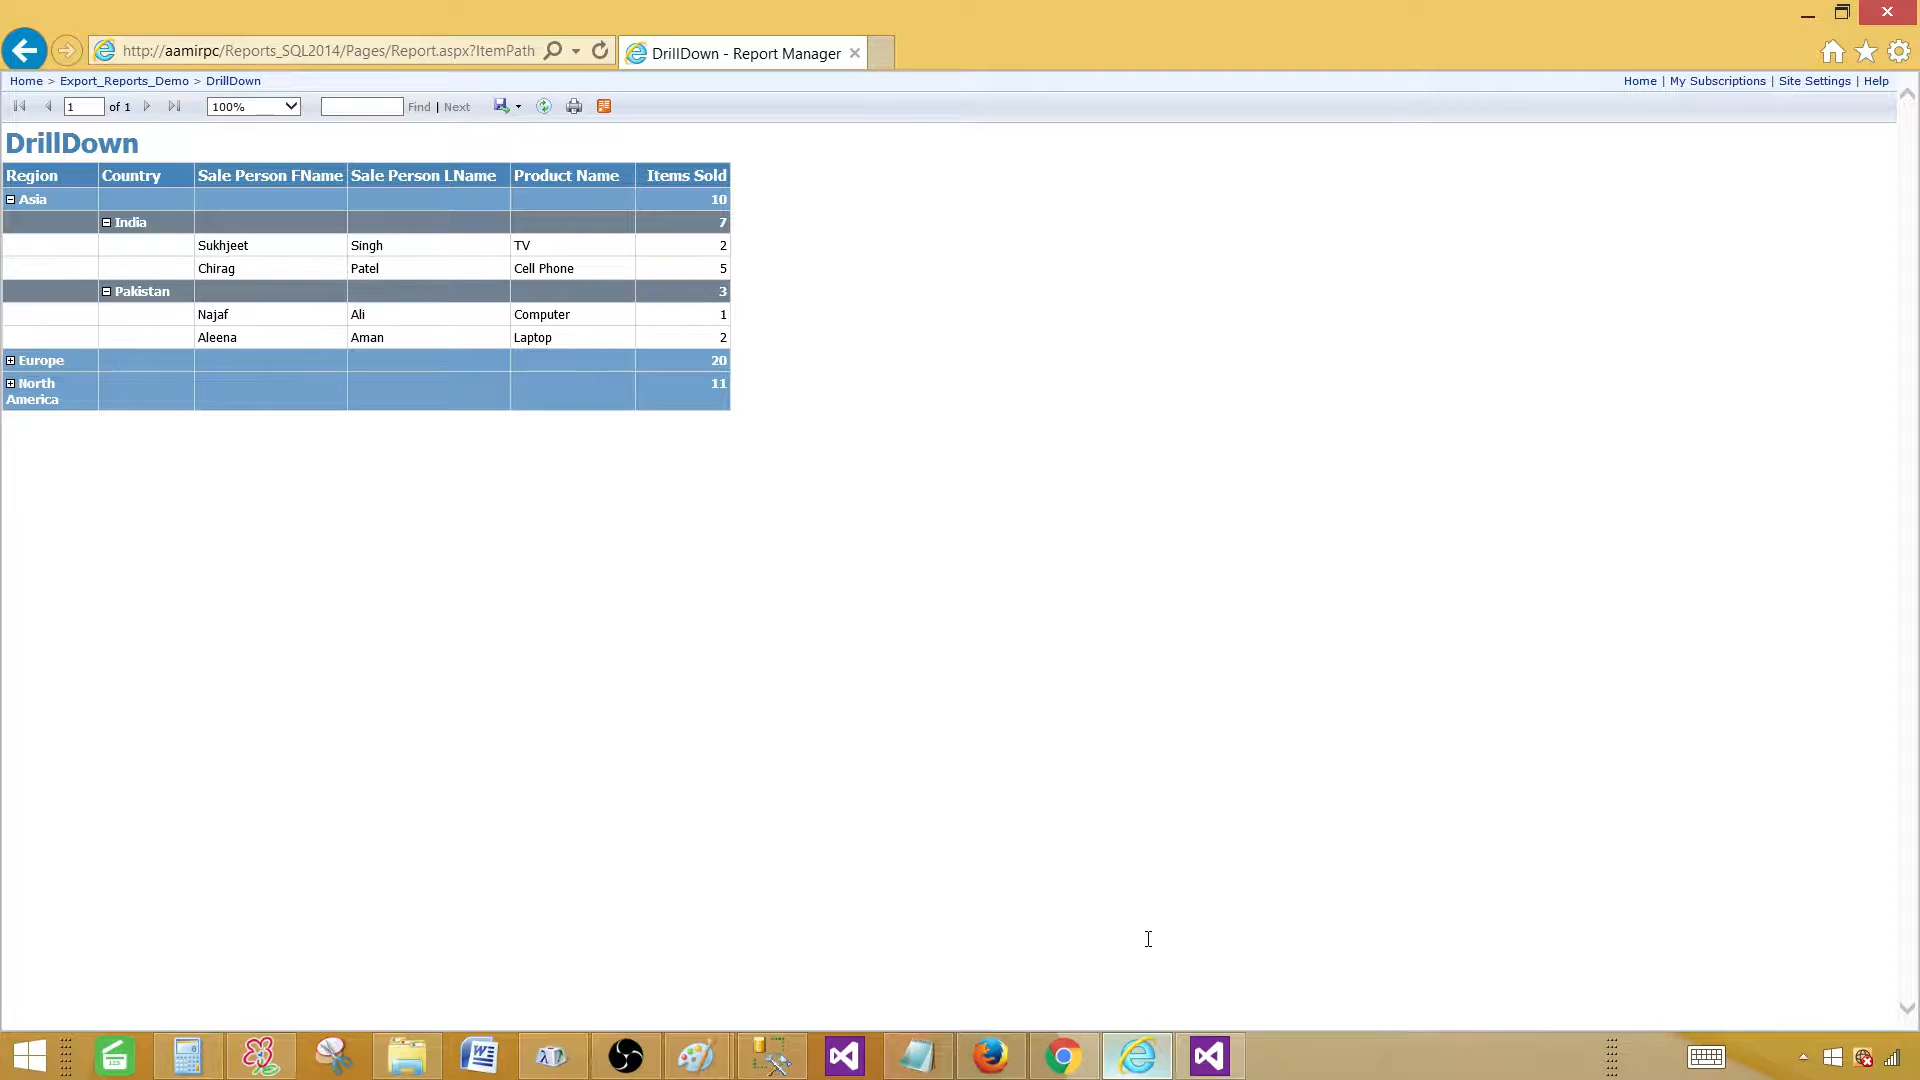 http://aamirpc/Reports_SQL2014/Pages/Report.aspx?ItemPath
DrillDown - Report Manager
Home > Export_Reports_Demo > DrillDown
Home | My Subscriptions | Site Settings | Help
1 of 1 100% Find | Next
DrillDown
Region Country Sale Person FName Sale Person LName Product Name Items Sold
Asia 10
India 7
Sukhjeet Singh TV 2
Chirag Patel Cell Phone 5
Pakistan 3
Najaf Ali Computer 1
Aleena Aman Laptop 2
Europe 20
North 11
America